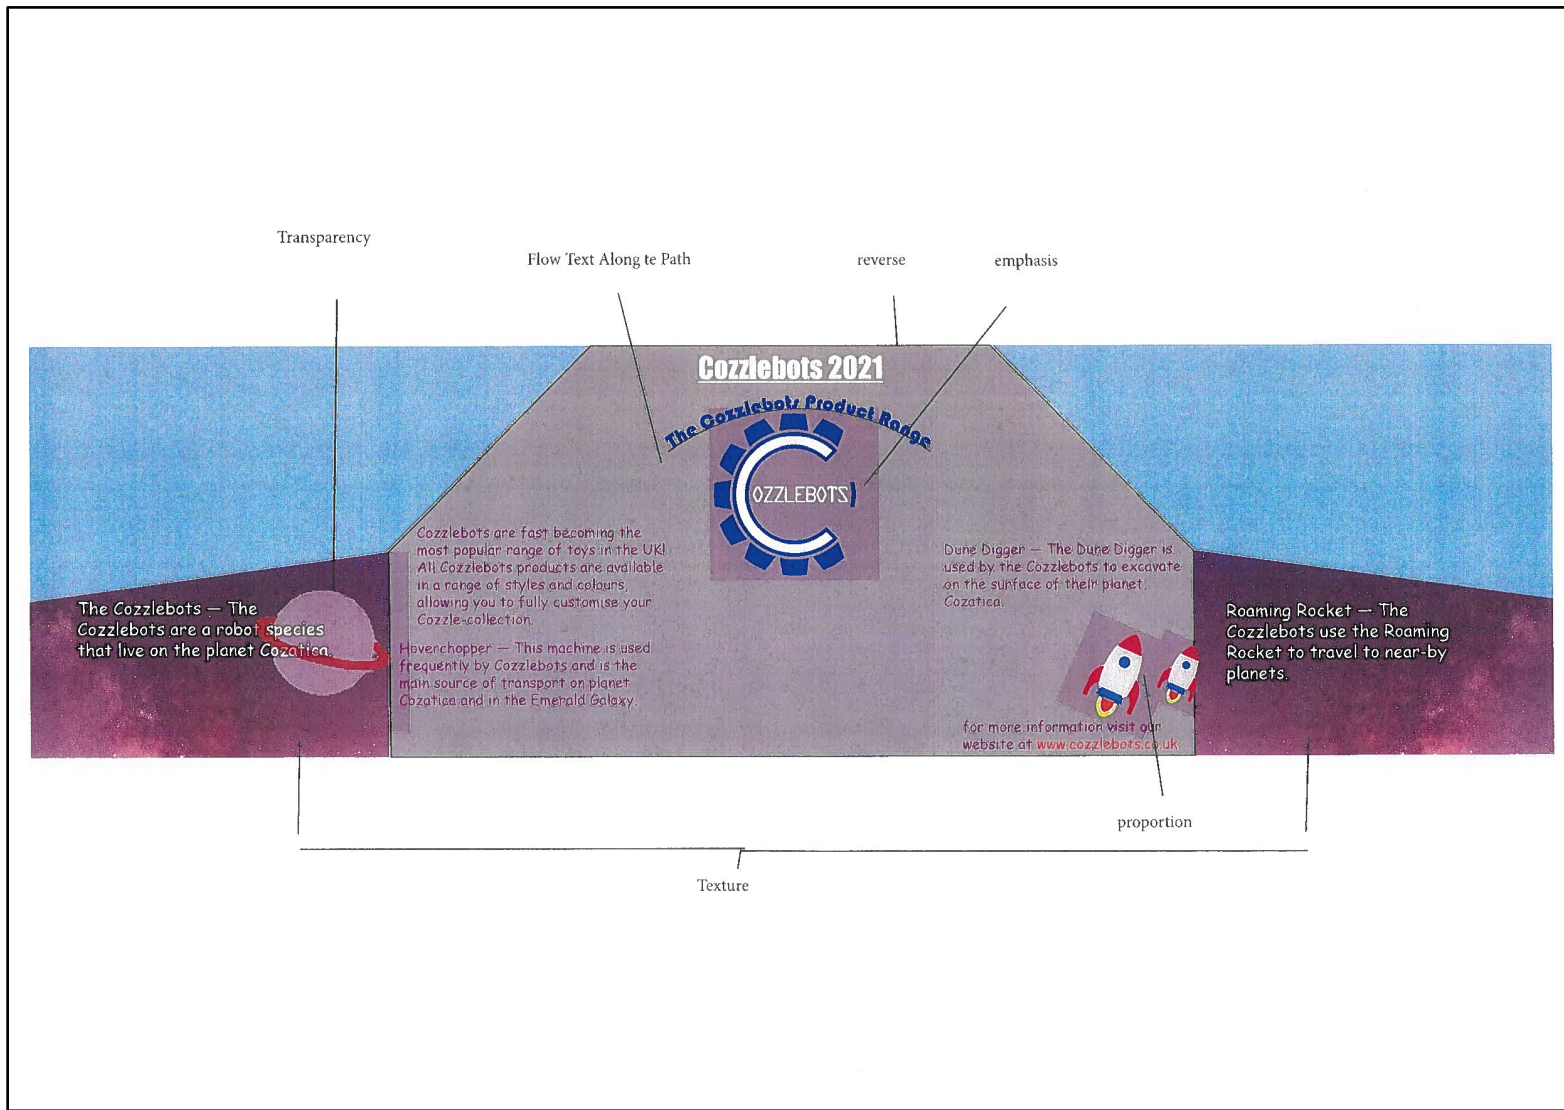 Transparency
Flow Text Along te Path
reverse
emphasis
Cozzlebots 2021
The Cozzlebots Product Range
OZZLEBOTS
Cozzlebots are fast becoming the
most popular range of toys in the UK!
All Cozzlebots products are available
in a range of styles and colours,
allowing you to fully customise your
Cozzle-collection.
Hoverchopper — This machine is used
frequently by Cozzlebots and is the
main source of transport on planet
Cozatica and in the Emerald Galaxy.
Dune Digger — The Dune Digger is
used by the Cozzlebots to excavate
on the surface of their planet,
Cozatica.
The Cozzlebots — The
Cozzlebots are a robot species
that live on the planet Cozatica.
Roaming Rocket — The
Cozzlebots use the Roaming
Rocket to travel to near-by
planets.
for more information visit our
website at www.cozzlebots.co.uk
proportion
Texture